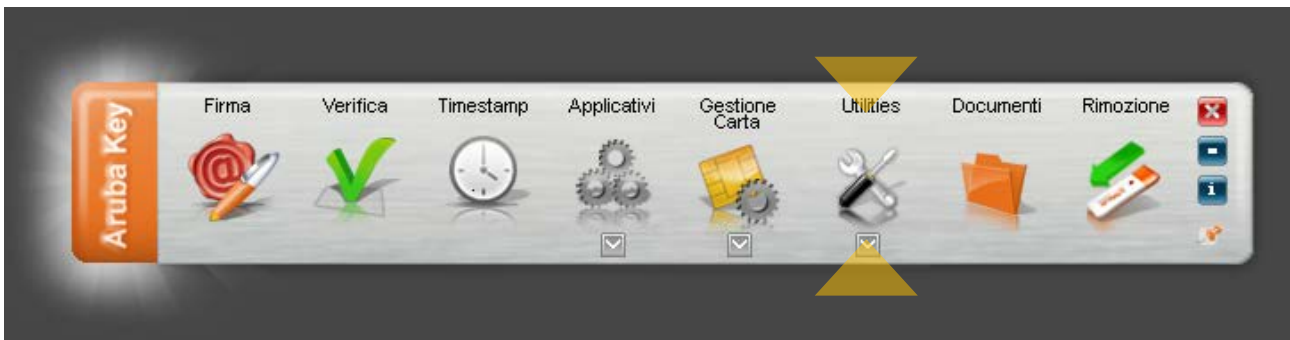 Aruba Key
Firma
Verifica
Timestamp
Applicativi
Gestione
Carta
Utilities
Documenti
Rimozione